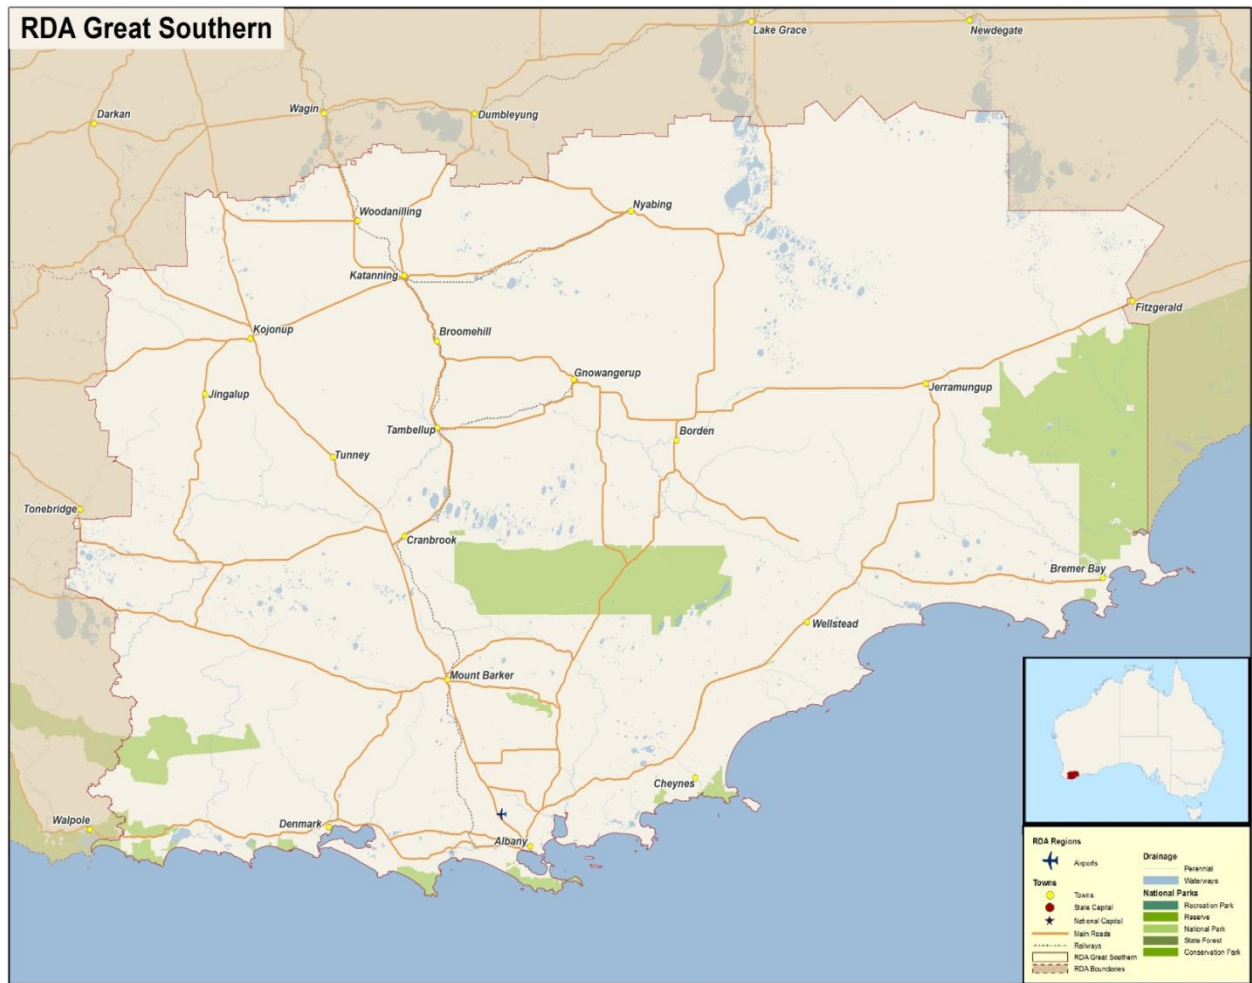 RDA Great Southern
Lake Grace
Newdegate
Darkan
Wagin
Dumbleyung
Woodanilling
Nyabing
Katanning
Fitzgerald
Kojonup
Broomehill
Gnowangerup
Jerramungup
Jingalup
Tambellup
Borden
Tunney
Tonebridge
Cranbrook
Bremer Bay
Wellstead
Mount Barker
Cheynes
Walpole
Denmark
Albany
RDA Regions
Airports
Towns
Towns
State Capital
National Capital
Main Roads
Railways
RDA Great Southern
RDA Boundaries
Drainage
Perennial
Waterways
National Parks
Recreation Park
Reserve
National Park
State Forest
Conservation Park